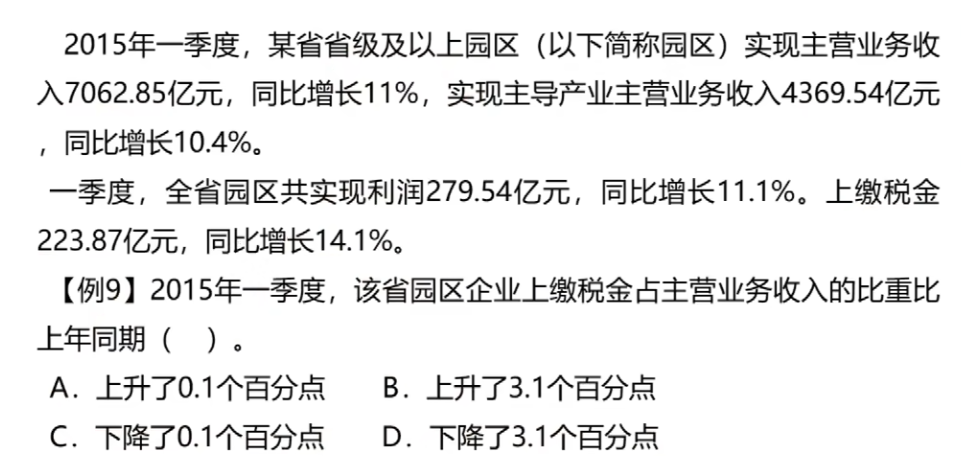 2015年一季度，某省省级及以上园区（以下简称园区）实现主营业务收
入7062.85亿元，同比增长11%，实现主导产业主营业务收入4369.54亿元
，同比增长10.4%。
一季度，全省园区共实现利润279.54亿元，同比增长11.1%。上缴税金
223.87亿元，同比增长14.1%。
【例9】2015年一季度，该省园区企业上缴税金占主营业务收入的比重比
上年同期（　）。
A．上升了0.1个百分点　　B．上升了3.1个百分点
C．下降了0.1个百分点　　D．下降了3.1个百分点